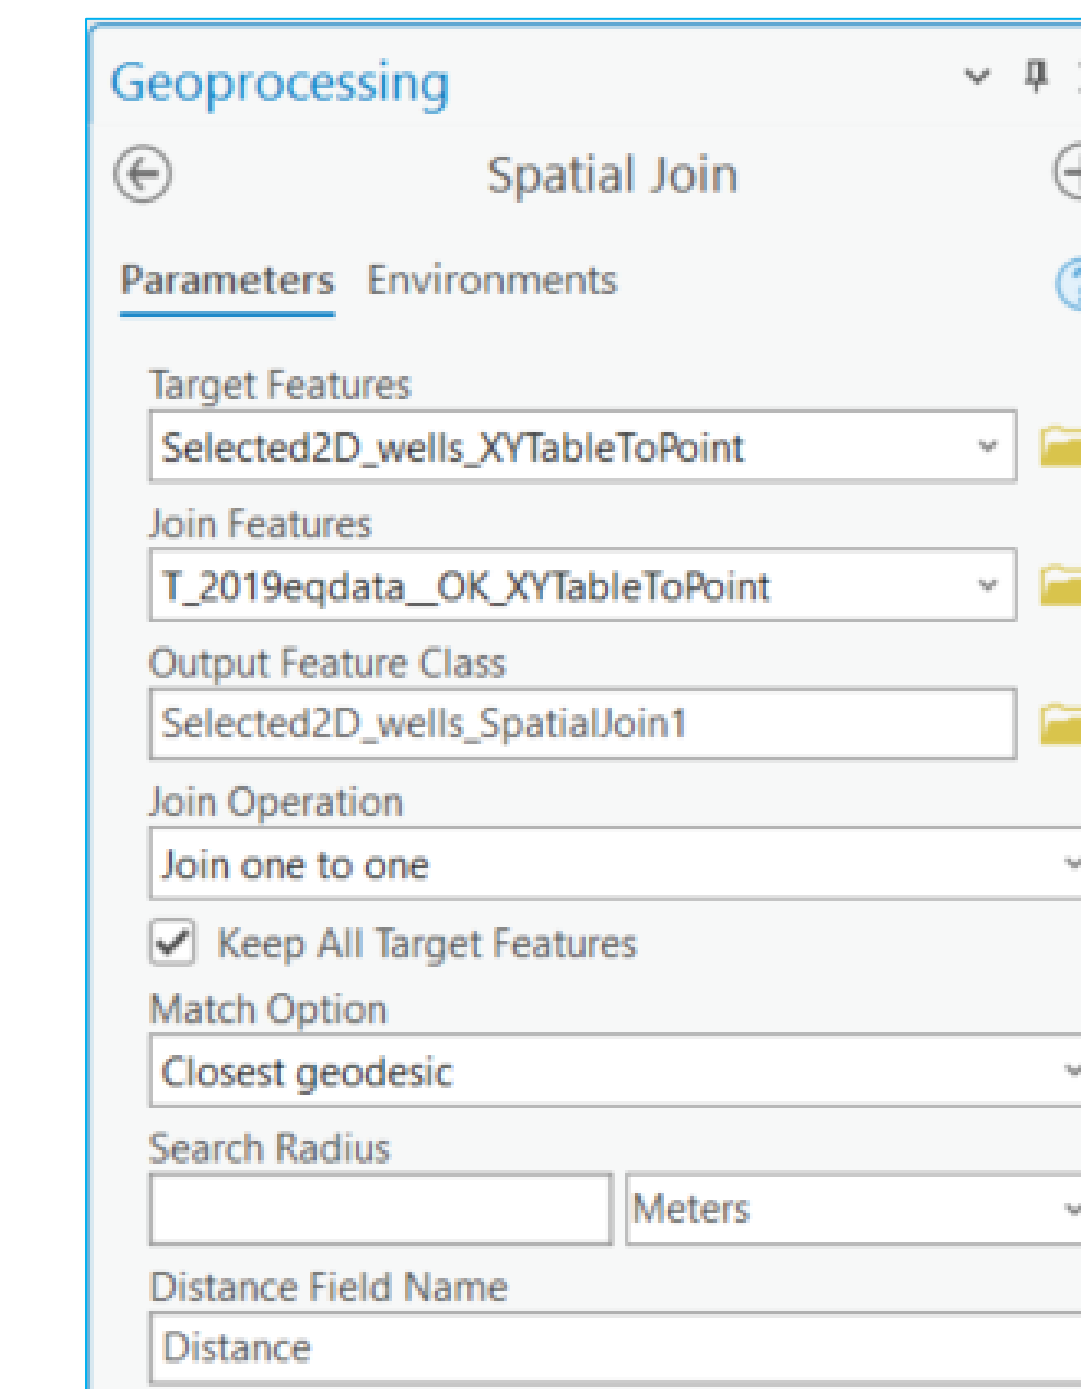 Geoprocessing
Spatial Join
Parameters Environments
Target Features
Selected2D_wells_XYTableToPoint
Join Features
T_2019eqdata__OK_XYTableToPoint
Output Feature Class
Selected2D_wells_SpatialJoin1
Join Operation
Join one to one
Keep All Target Features
Match Option
Closest geodesic
Search Radius
Meters
Distance Field Name
Distance